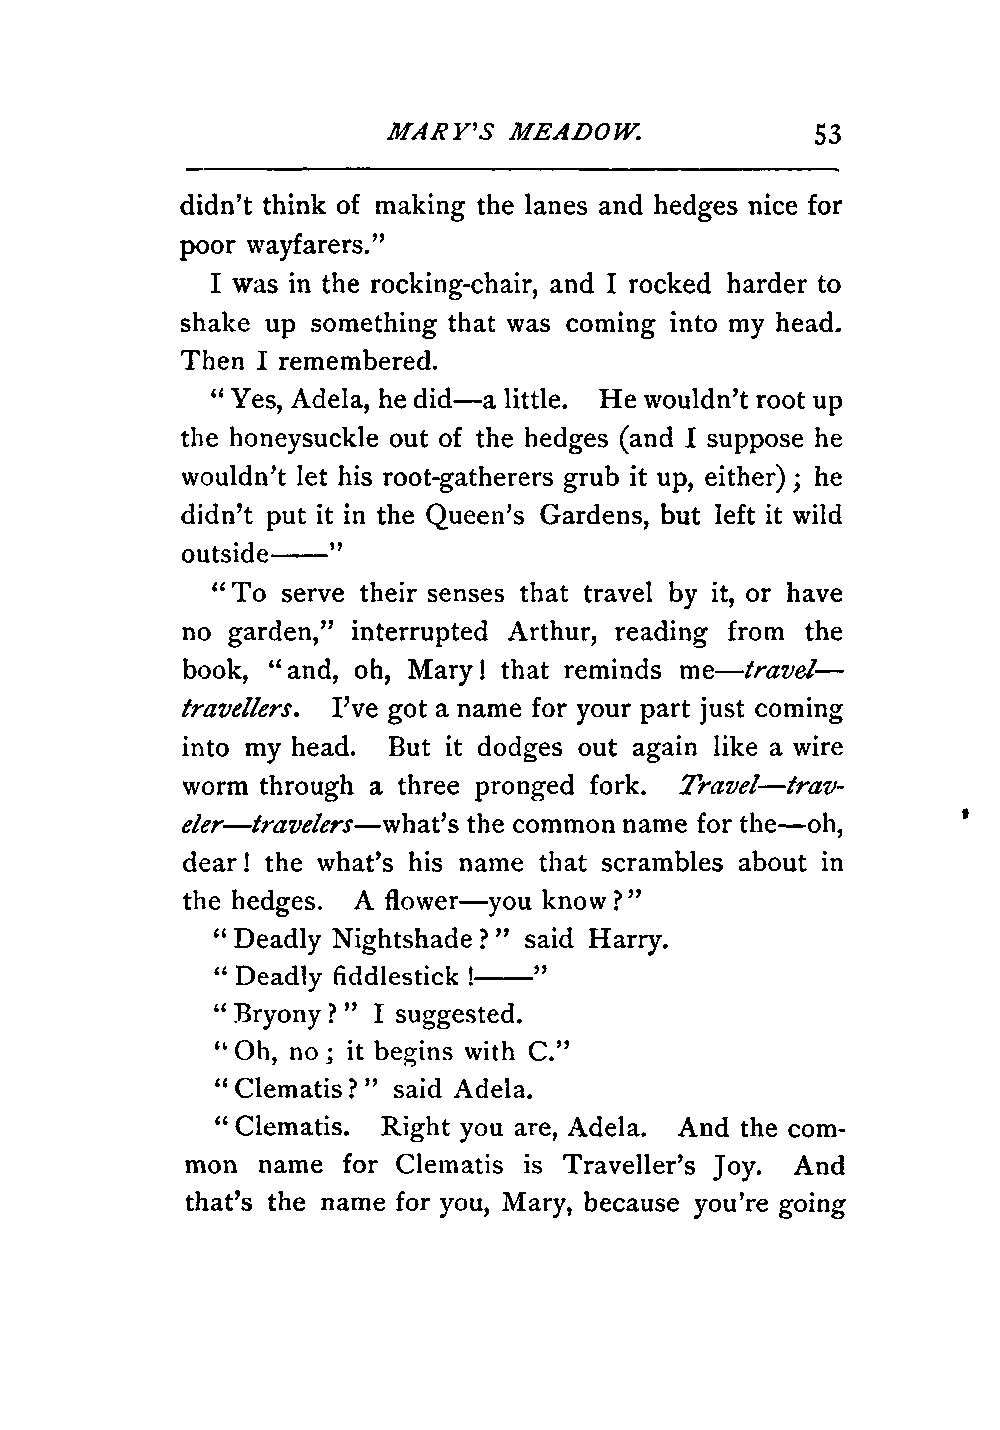 MARY'S MEADOW. 53
didn't think of making the lanes and hedges nice for
poor wayfarers."
I was in the rocking-chair, and I rocked harder to
shake up something that was coming into my head.
Then I remembered.
"Yes, Adela, he did—a little. He wouldn't root up
the honeysuckle out of the hedges (and I suppose he
wouldn't let his root-gatherers grub it up, either); he
didn't put it in the Queen's Gardens, but left it wild
outside——"
"To serve their senses that travel by it, or have
no garden," interrupted Arthur, reading from the
book, "and, oh, Mary! that reminds me—travel—
travellers. I've got a name for your part just coming
into my head. But it dodges out again like a wire
worm through a three pronged fork. Travel—trav-
eler—travelers—what's the common name for the—oh,
dear! the what's his name that scrambles about in
the hedges. A flower—you know?"
"Deadly Nightshade?" said Harry.
"Deadly fiddlestick!——"
"Bryony?" I suggested.
"Oh, no; it begins with C."
"Clematis?" said Adela.
"Clematis. Right you are, Adela. And the com-
mon name for Clematis is Traveller's Joy. And
that's the name for you, Mary, because you're going